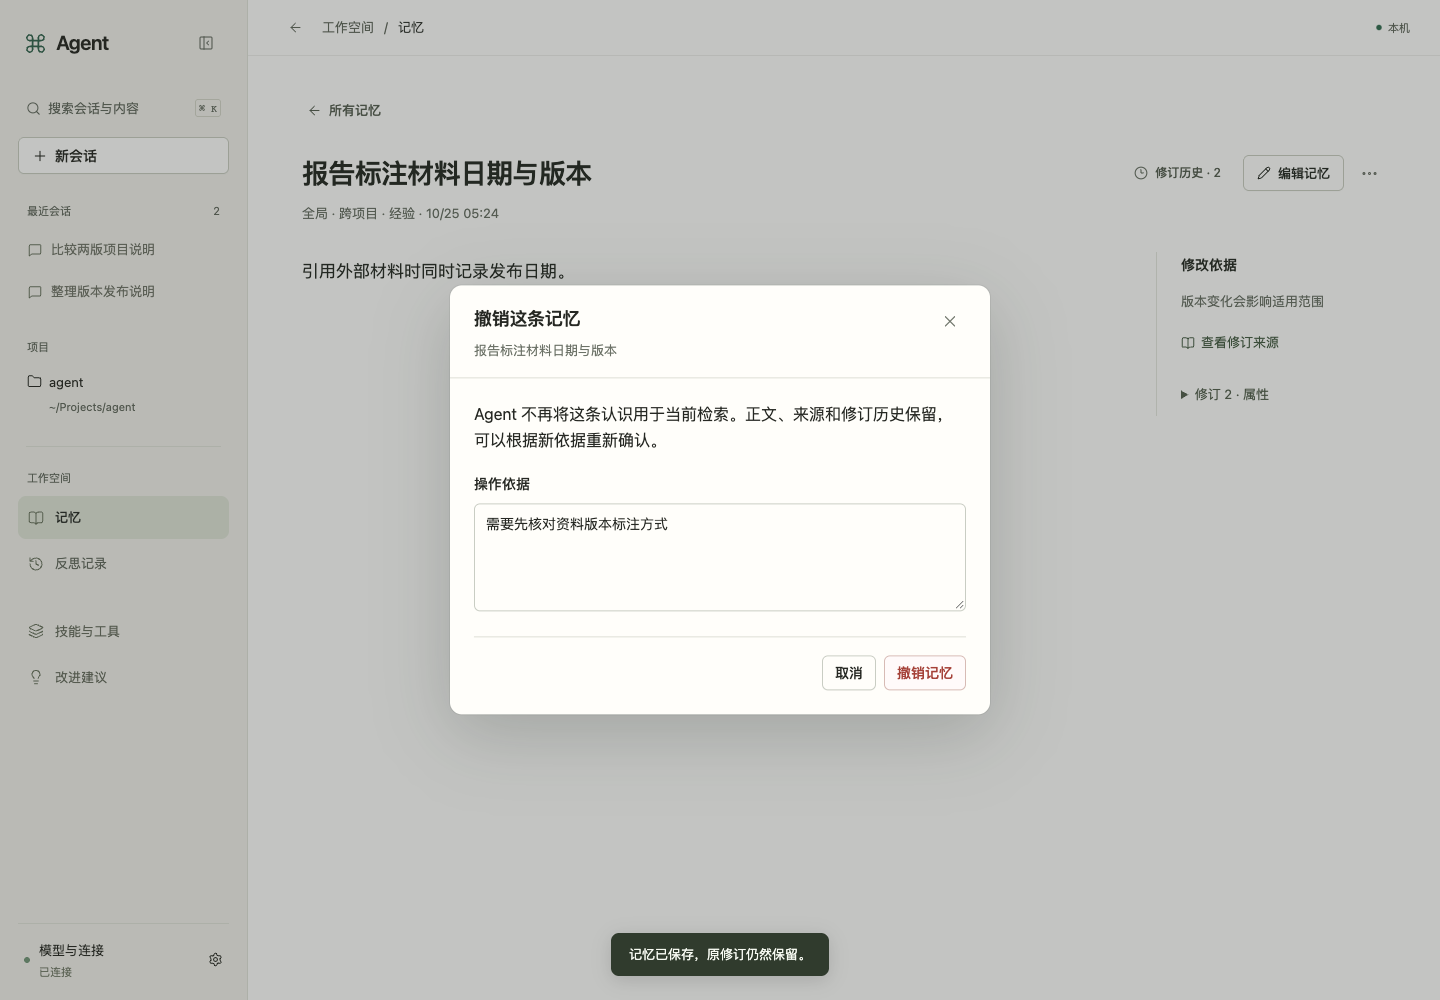 Agent
搜索会话与内容
⌘ K
新会话
最近会话
2
比较两版项目说明
整理版本发布说明
项目
agent
~/Projects/agent
工作空间
记忆
反思记录
技能与工具
改进建议
模型与连接
已连接
工作空间 / 记忆
本机
所有记忆
报告标注材料日期与版本
修订历史 · 2
编辑记忆
全局 · 跨项目 · 经验 · 10/25 05:24
引用外部材料时同时记录发布日期。
修改依据
版本变化会影响适用范围
查看修订来源
修订 2 · 属性
撤销这条记忆
报告标注材料日期与版本
Agent 不再将这条认识用于当前检索。正文、来源和修订历史保留，
可以根据新依据重新确认。
操作依据
需要先核对资料版本标注方式
取消
撤销记忆
记忆已保存，原修订仍然保留。